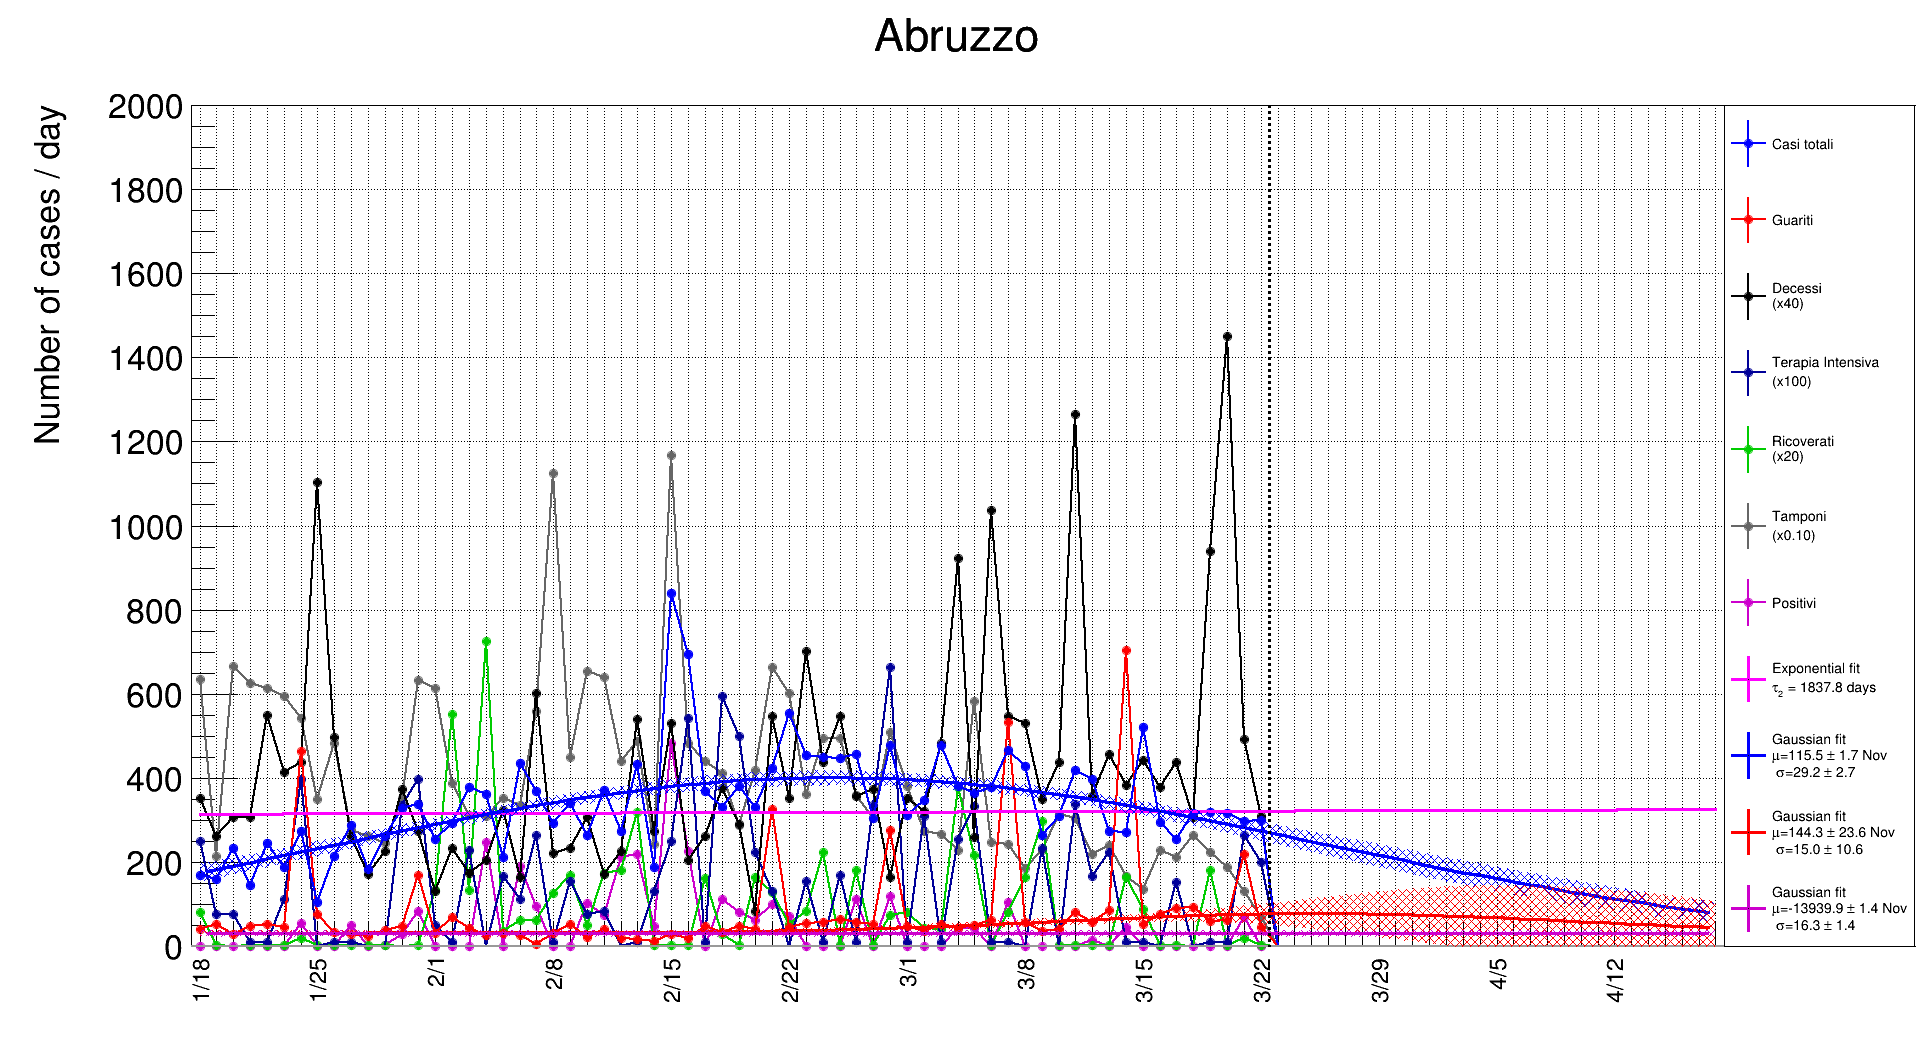 Abruzzo
Number of cases / day
2000
1800
1600
1400
1200
1000
800
600
400
200
0
1/18
1/25
2/1
2/8
2/15
2/22
3/1
3/8
3/15
3/22
3/29
4/5
4/12
Casi totali
Guariti
Decessi
(x40)
Terapia Intensiva
(x100)
Ricoverati
(x20)
Tamponi
(x0.10)
Positivi
Exponential fit
τ₂ = 1837.8 days
Gaussian fit
μ=115.5 ± 1.7 Nov
σ=29.2 ± 2.7
Gaussian fit
μ=144.3 ± 23.6 Nov
σ=15.0 ± 10.6
Gaussian fit
μ=-13939.9 ± 1.4 Nov
σ=16.3 ± 1.4